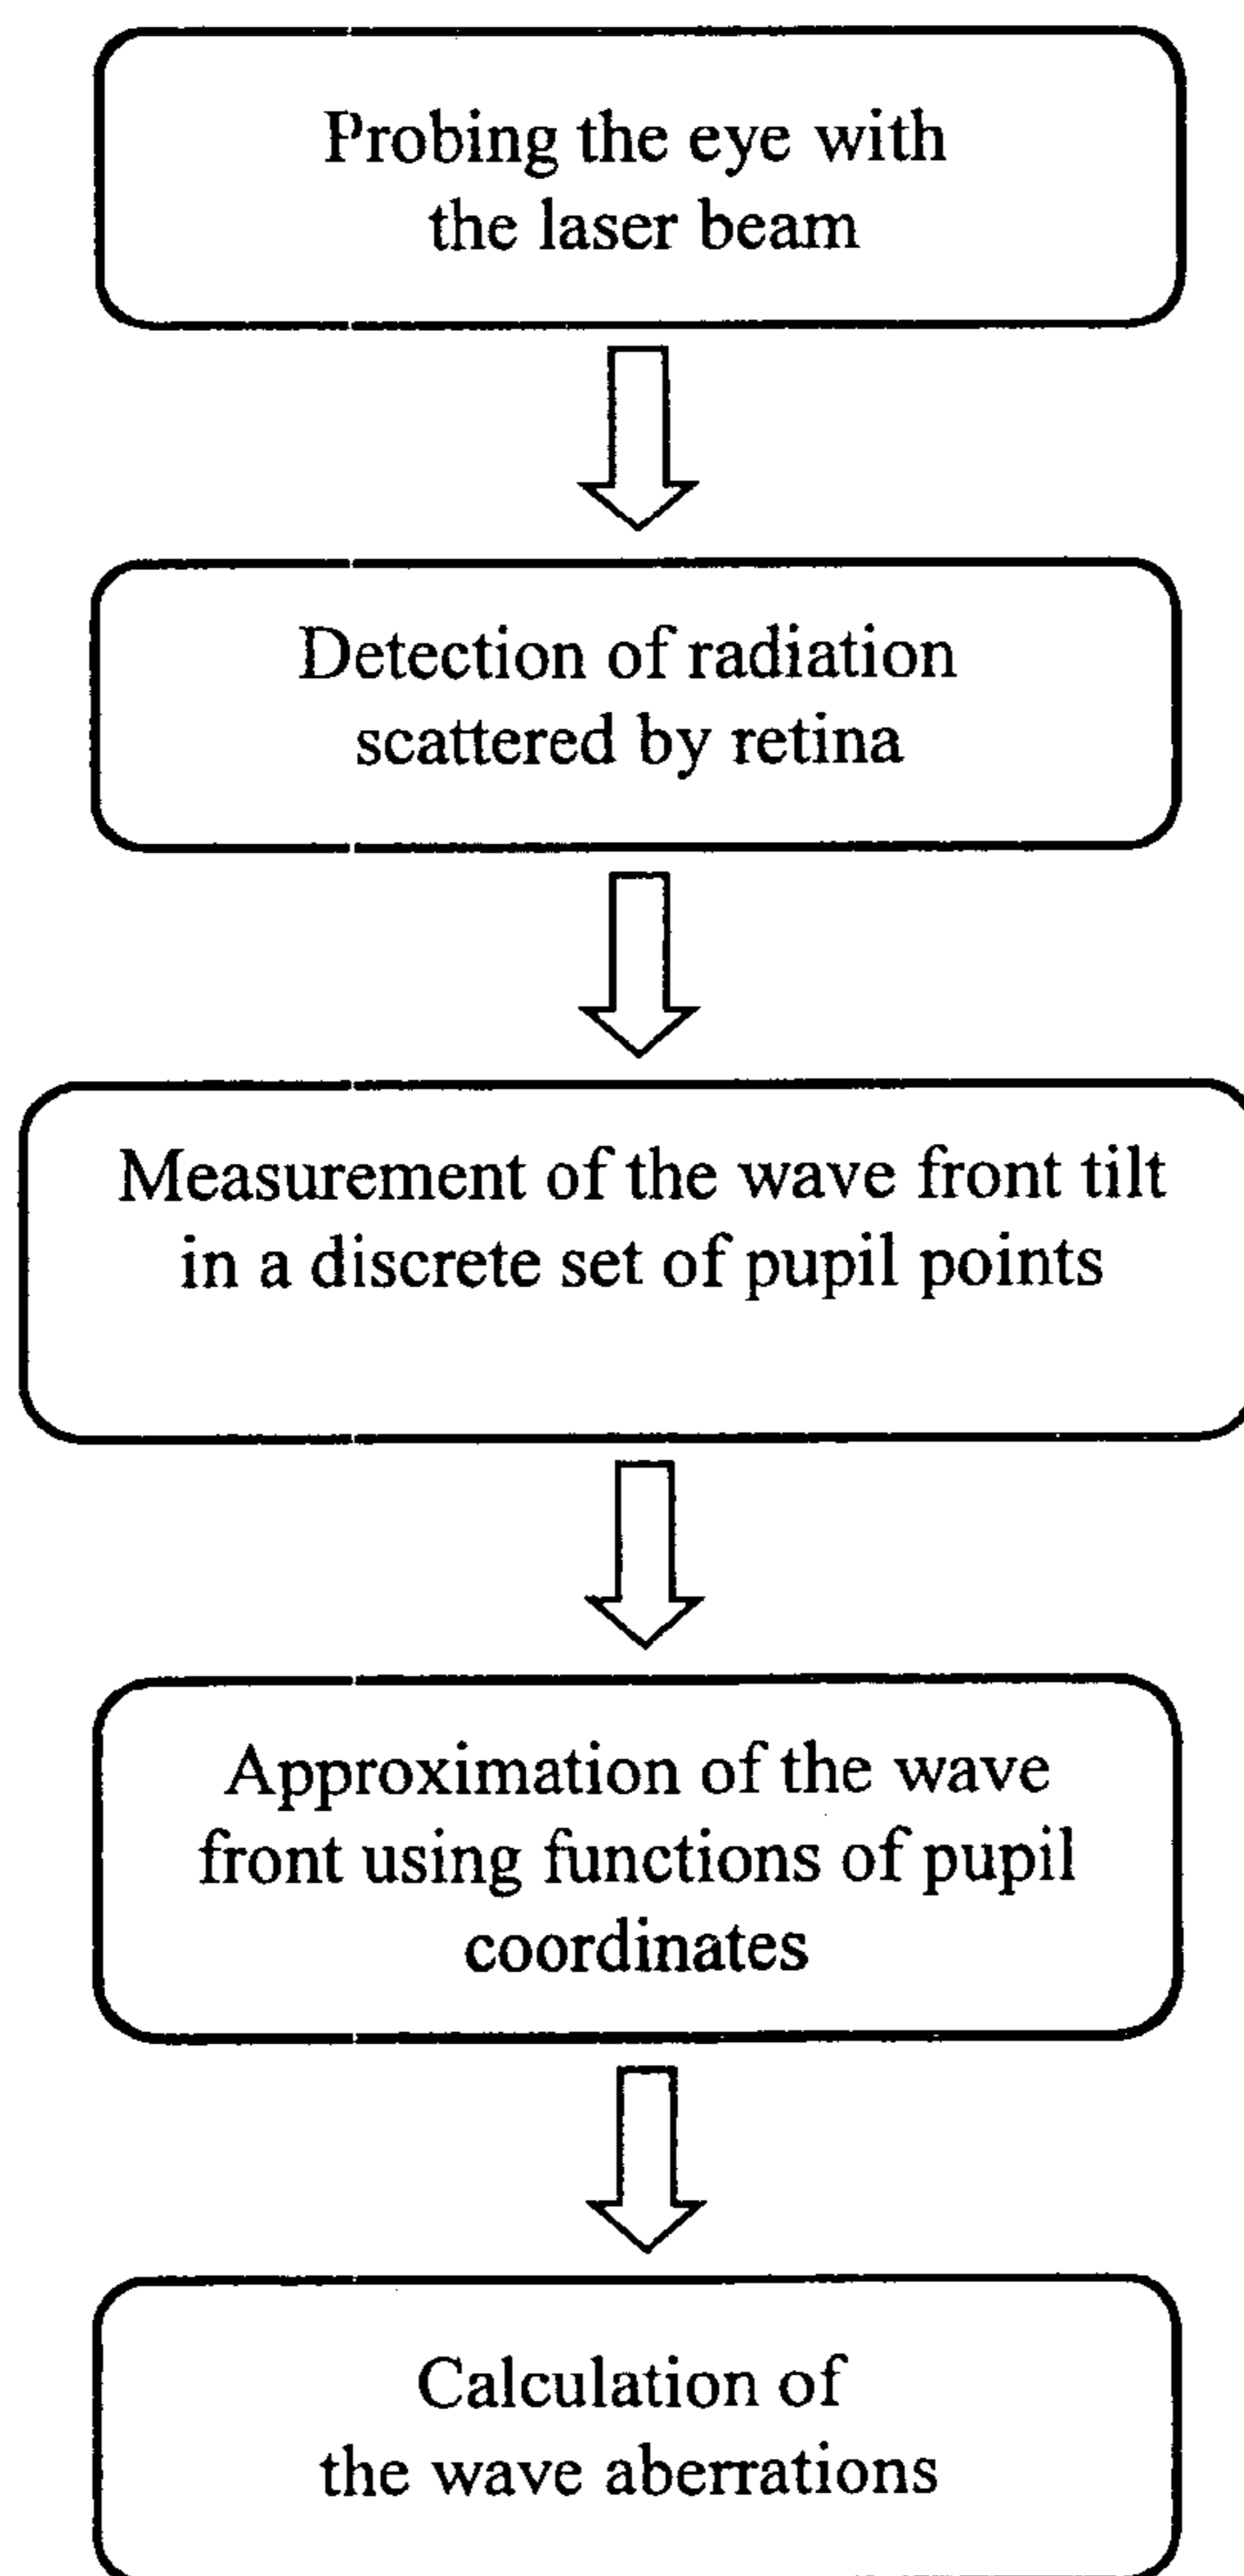 Probing the eye with
the laser beam
Detection of radiation
scattered by retina
Measurement of the wave front tilt
in a discrete set of pupil points
Approximation of the wave
front using functions of pupil
coordinates
Calculation of
the wave aberrations